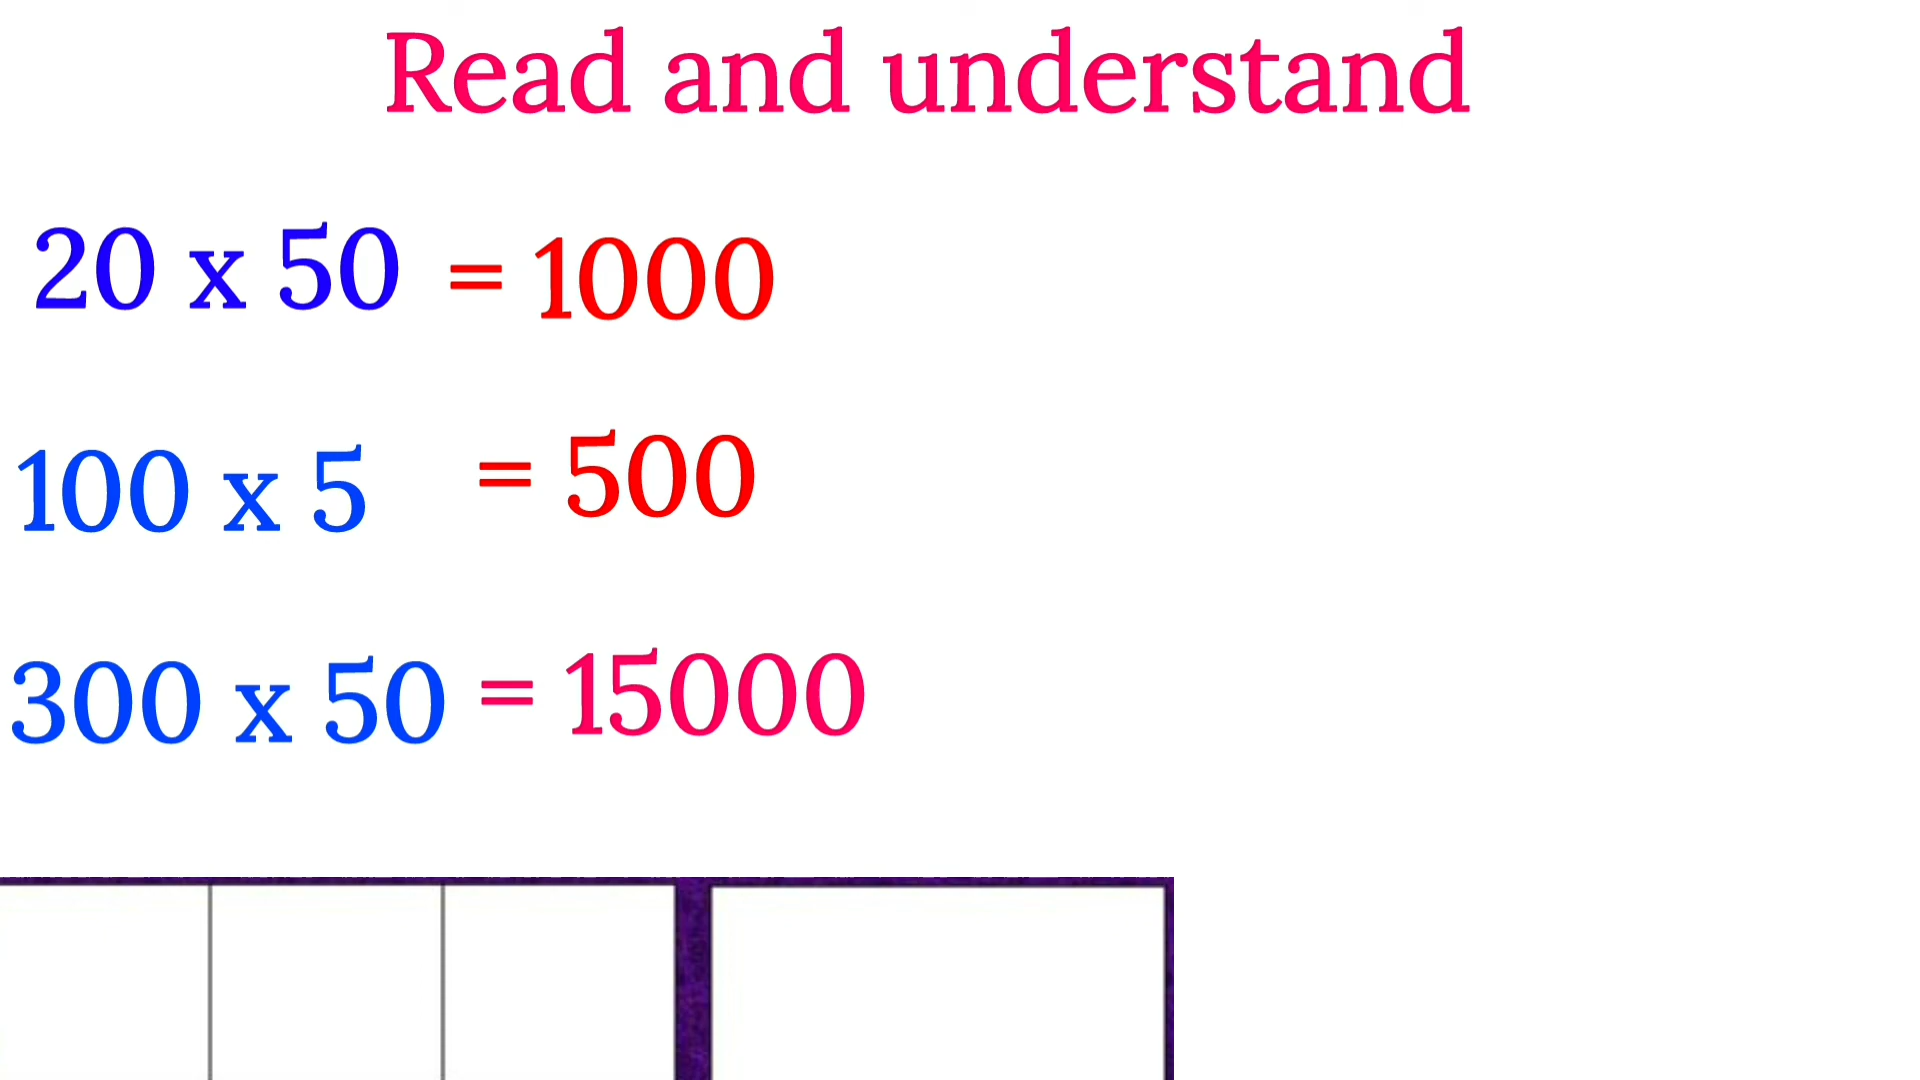 Read and understand
20 x 50 = 1000
100 x 5 = 500
300 x 50 = 15000